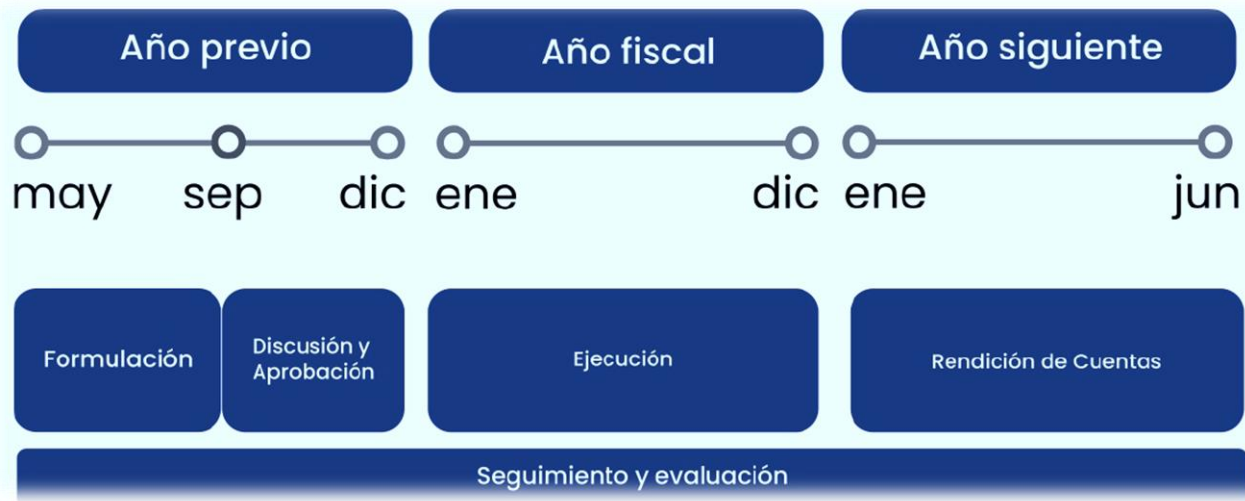 Año previo
Año fiscal
Año siguiente
may sep dic ene dic ene jun
Formulación
Discusión y
Aprobación
Ejecución
Rendición de Cuentas
Seguimiento y evaluación